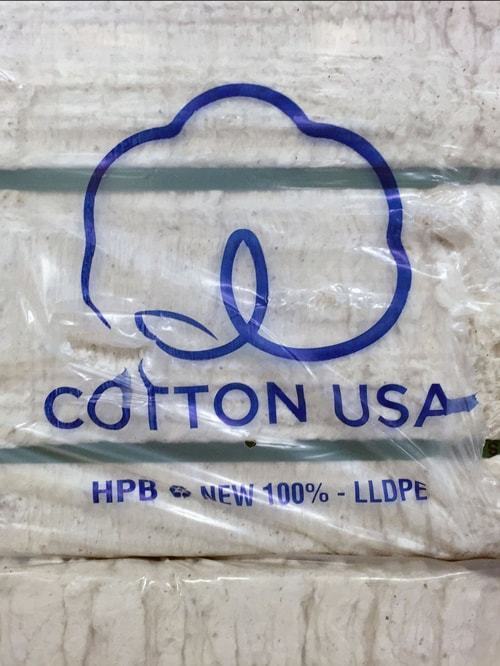 COTTON USA
HPB ♻ NEW 100% - LLDPE